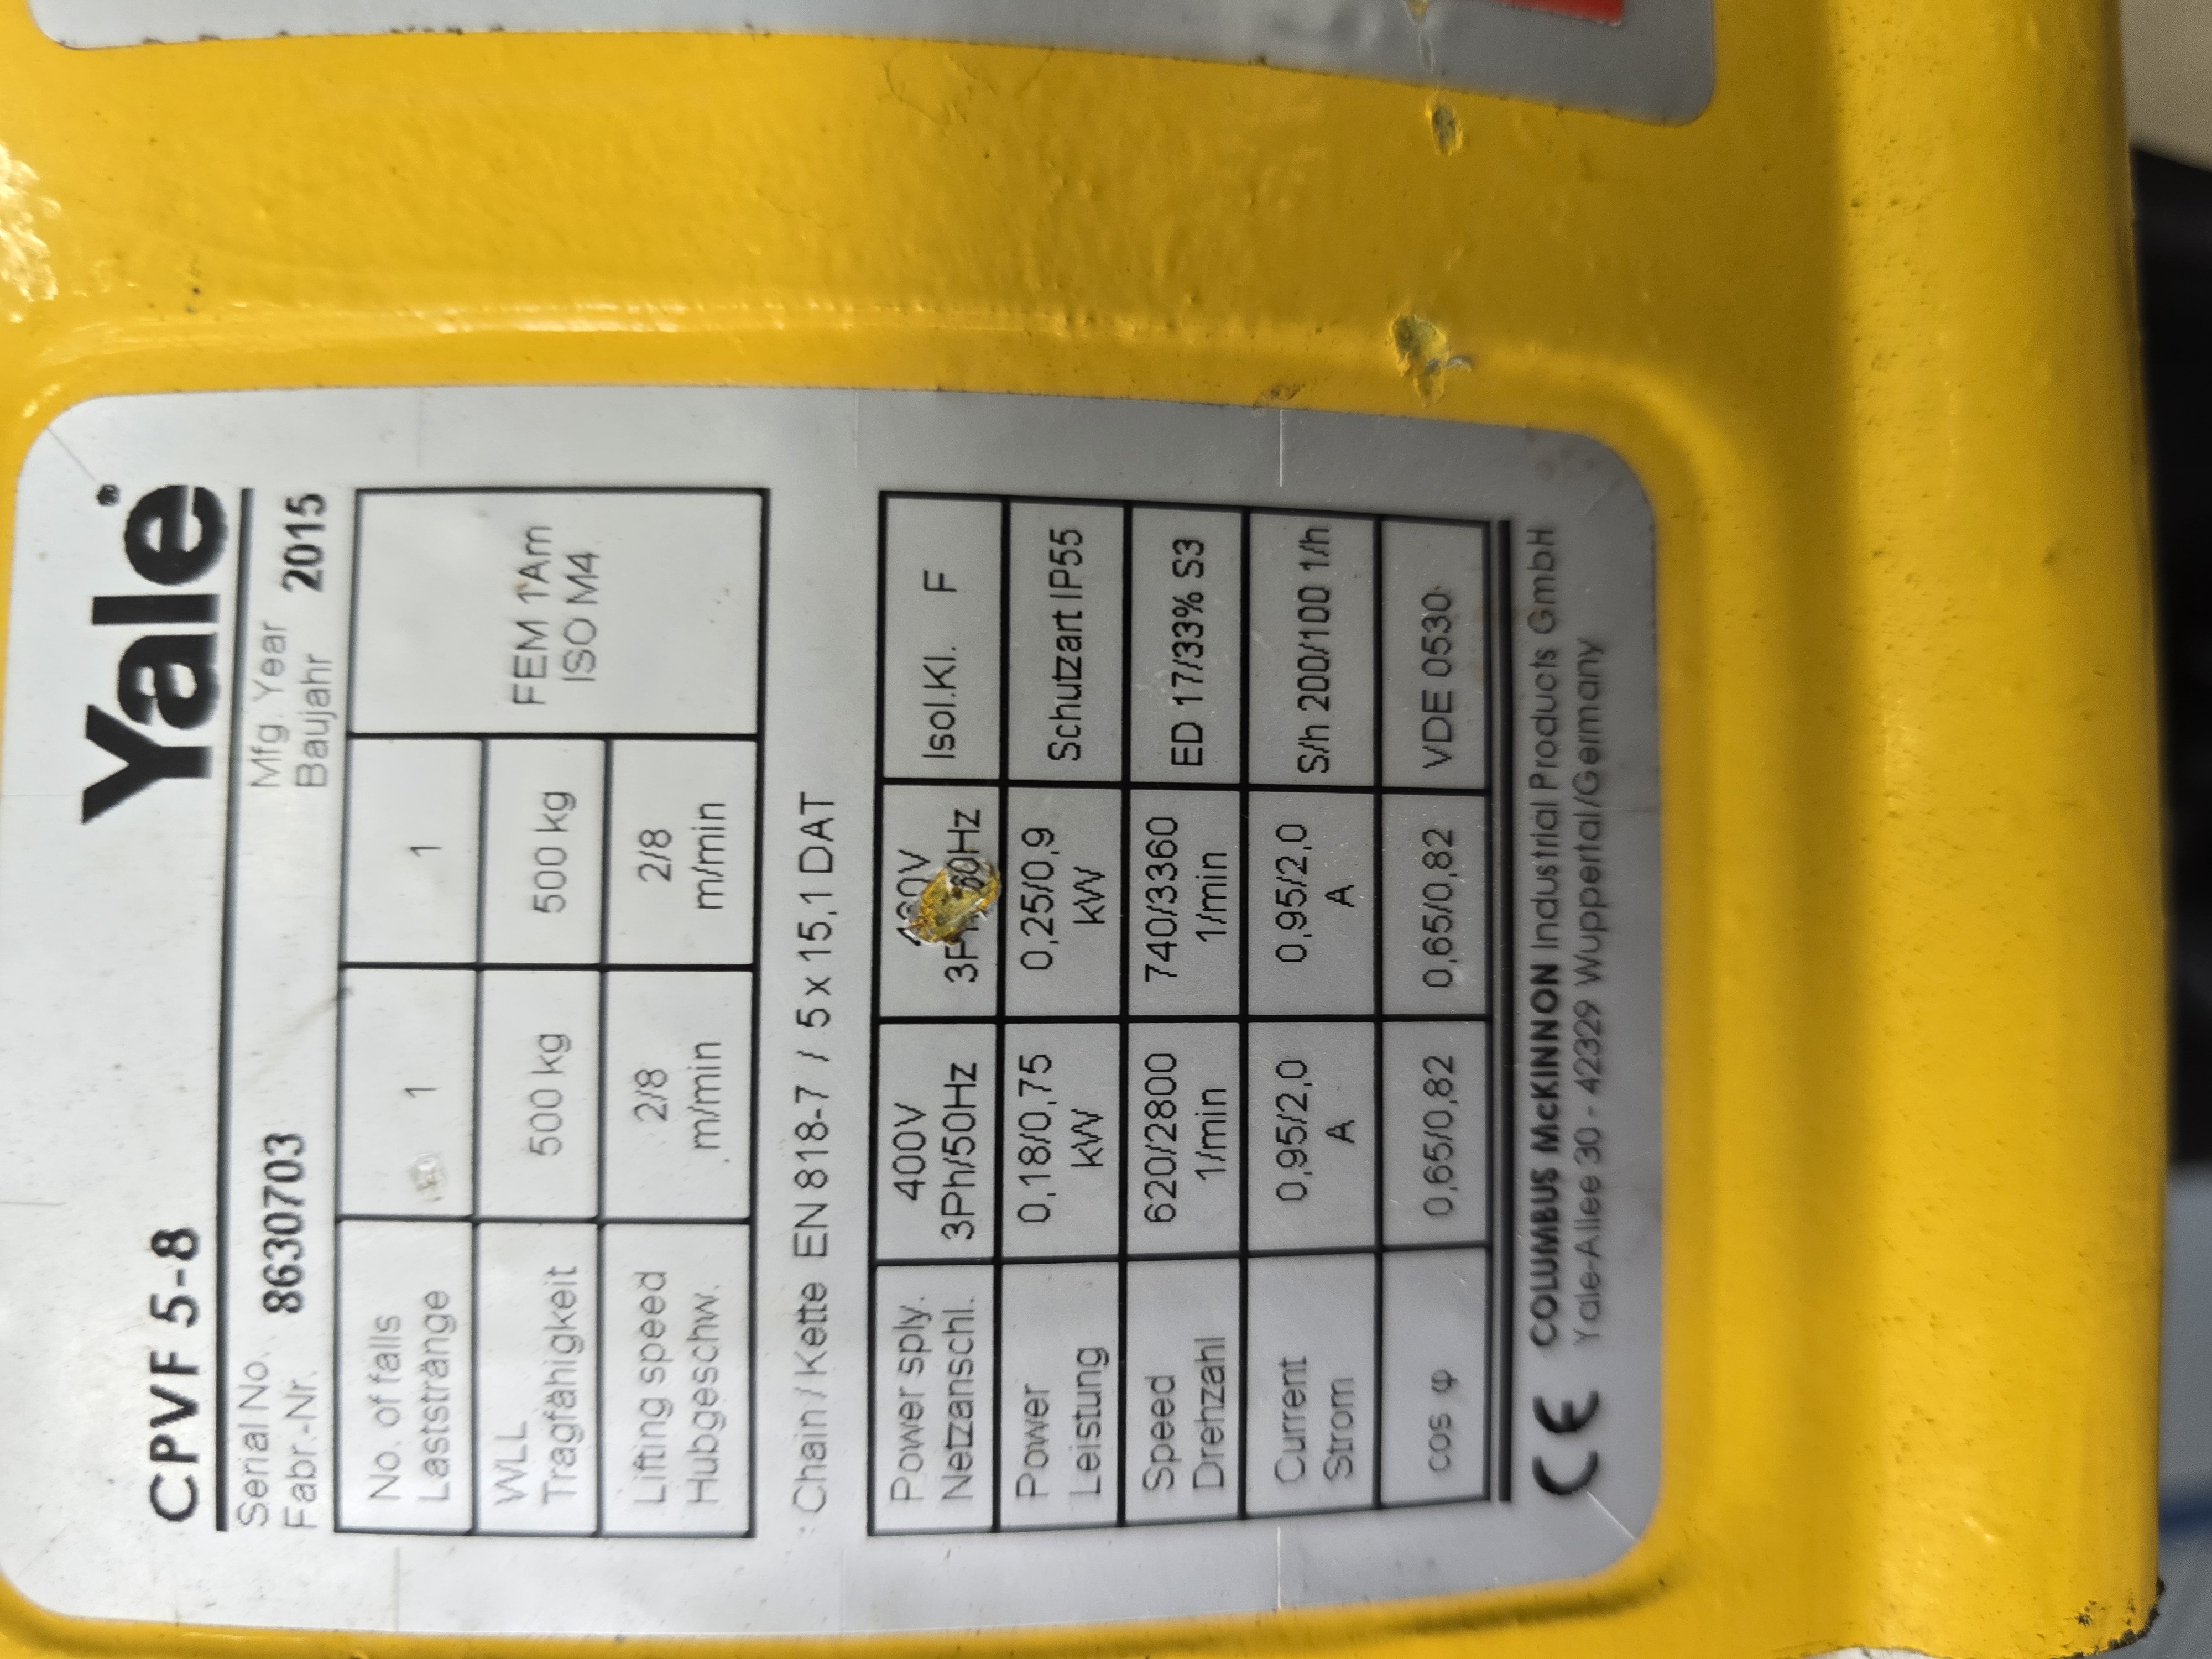 CPVF 5-8
Yale®
Serial No.
Fabr.-Nr. 8630703
Mfg. Year
Baujahr 2015
No. of falls
Laststränge
1
1
FEM 1Am
ISO M4
WLL
Tragfähigkeit
500 kg
500 kg
Lifting speed
Hubgeschw.
2/8
m/min
2/8
m/min
Chain / Kette EN 818-7 / 5 x 15,1 DAT
Power sply.
Netzanschl.
400V
3Ph/50Hz
60Hz
Isol.Kl. F
Power
Leistung
0,18/0,75
kW
0,25/0,9
kW
Schutzart IP55
Speed
Drehzahl
620/2800
1/min
740/3360
1/min
ED 17/33% S3
Current
Strom
0,95/2,0
A
0,95/2,0
A
S/h 200/100 1/h
cos φ
0,65/0,82
0,65/0,82
VDE 0530
CE COLUMBUS McKINNON Industrial Products GmbH
Yale-Allee 30 - 42329 Wuppertal/Germany